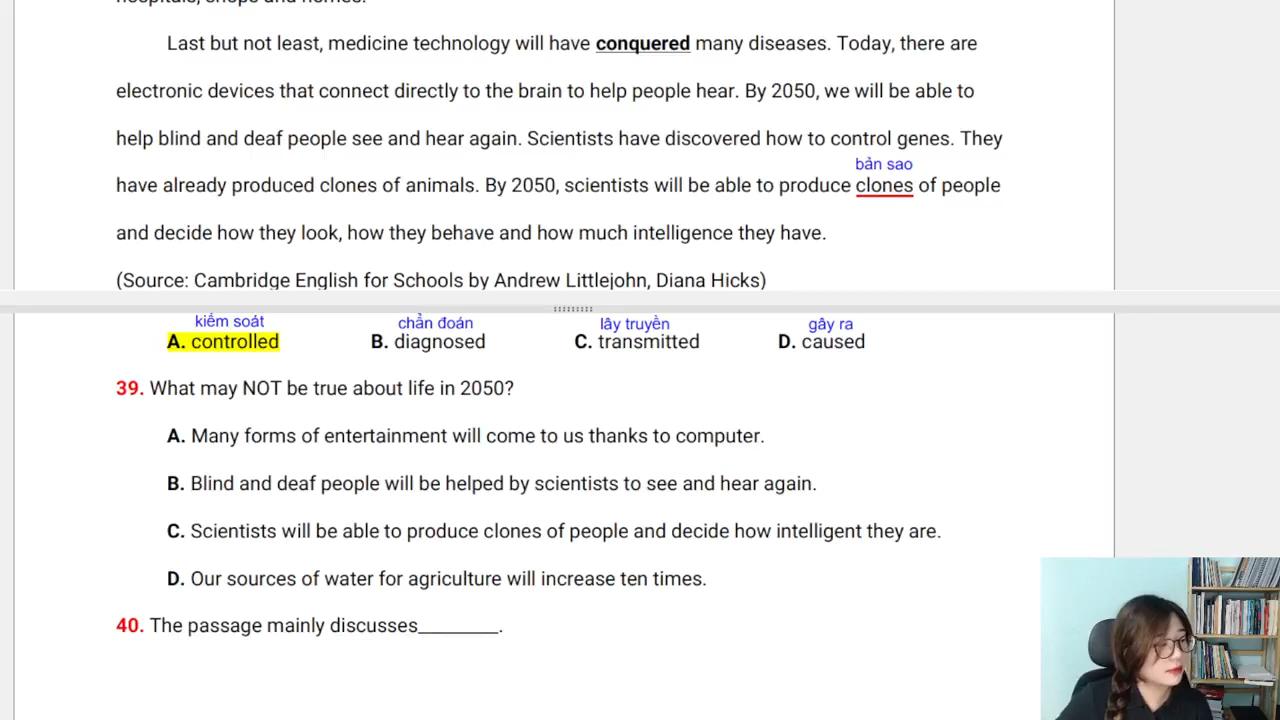 hospitals, shops and homes.
Last but not least, medicine technology will have conquered many diseases. Today, there are
electronic devices that connect directly to the brain to help people hear. By 2050, we will be able to
help blind and deaf people see and hear again. Scientists have discovered how to control genes. They
bản sao
have already produced clones of animals. By 2050, scientists will be able to produce clones of people
and decide how they look, how they behave and how much intelligence they have.
(Source: Cambridge English for Schools by Andrew Littlejohn, Diana Hicks)
kiểm soát chẩn đoán lây truyền gây ra
A. controlled B. diagnosed C. transmitted D. caused
39. What may NOT be true about life in 2050?
A. Many forms of entertainment will come to us thanks to computer.
B. Blind and deaf people will be helped by scientists to see and hear again.
C. Scientists will be able to produce clones of people and decide how intelligent they are.
D. Our sources of water for agriculture will increase ten times.
40. The passage mainly discusses________.